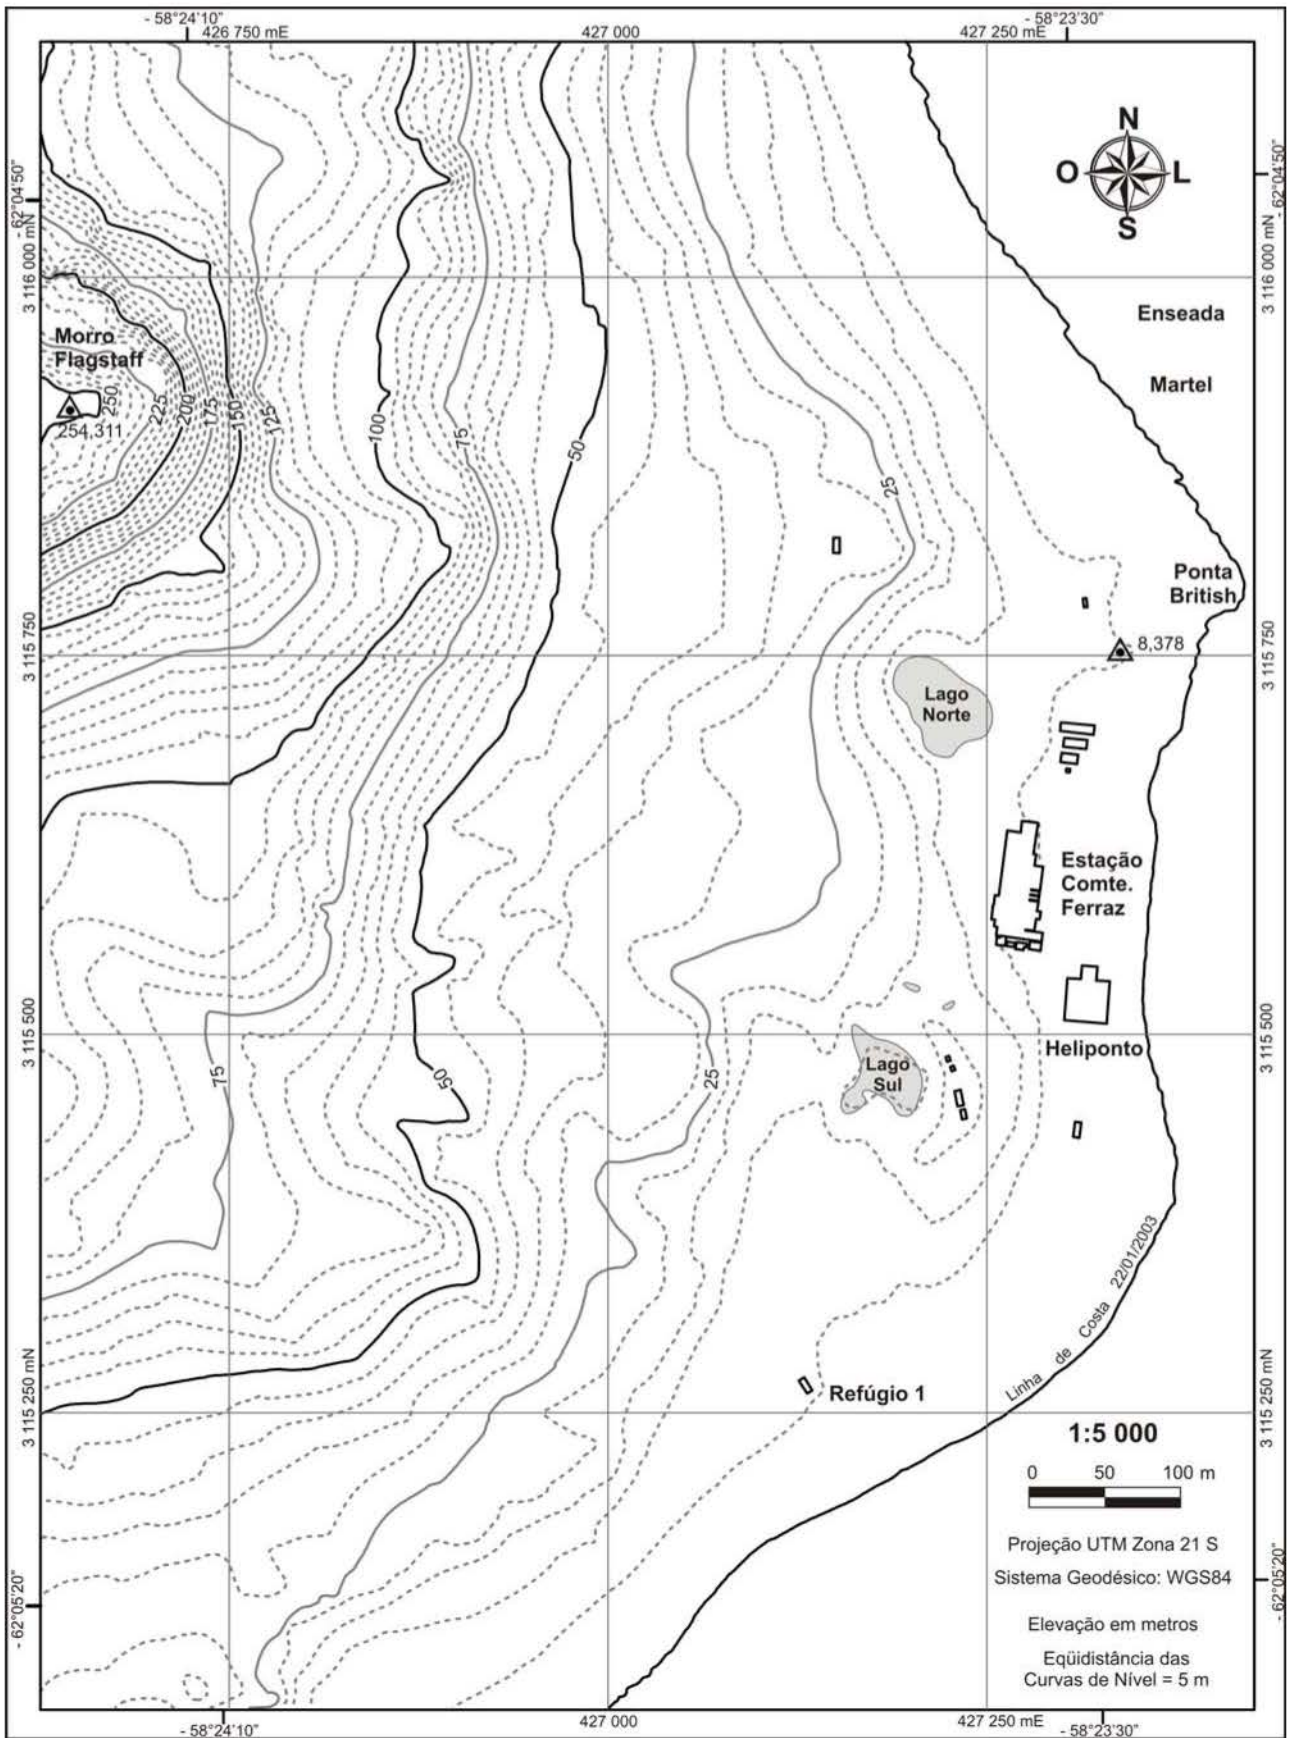 - 58°24'10"
- 58°23'30"
426 750 mE
427 000
427 250 mE
- 62°04'50"
- 62°04'50"
N
O
L
S
3 116 000 mN
3 116 000 mN
Enseada
Martel
Morro
Flagstaff
254,311
250
225
200
175
150
125
100
75
50
25
Ponta
British
8,378
3 115 750
3 115 750
Lago
Norte
Estação
Comte.
Ferraz
3 115 500
3 115 500
Heliponto
Lago
Sul
75
50
25
Linha de Costa 22/01/2003
Refúgio 1
3 115 250 mN
3 115 250 mN
1:5 000
0 50 100 m
Projeção UTM Zona 21 S
Sistema Geodésico: WGS84
Elevação em metros
Eqüidistância das
Curvas de Nível = 5 m
- 62°05'20"
- 62°05'20"
427 000
427 250 mE
- 58°24'10"
- 58°23'30"